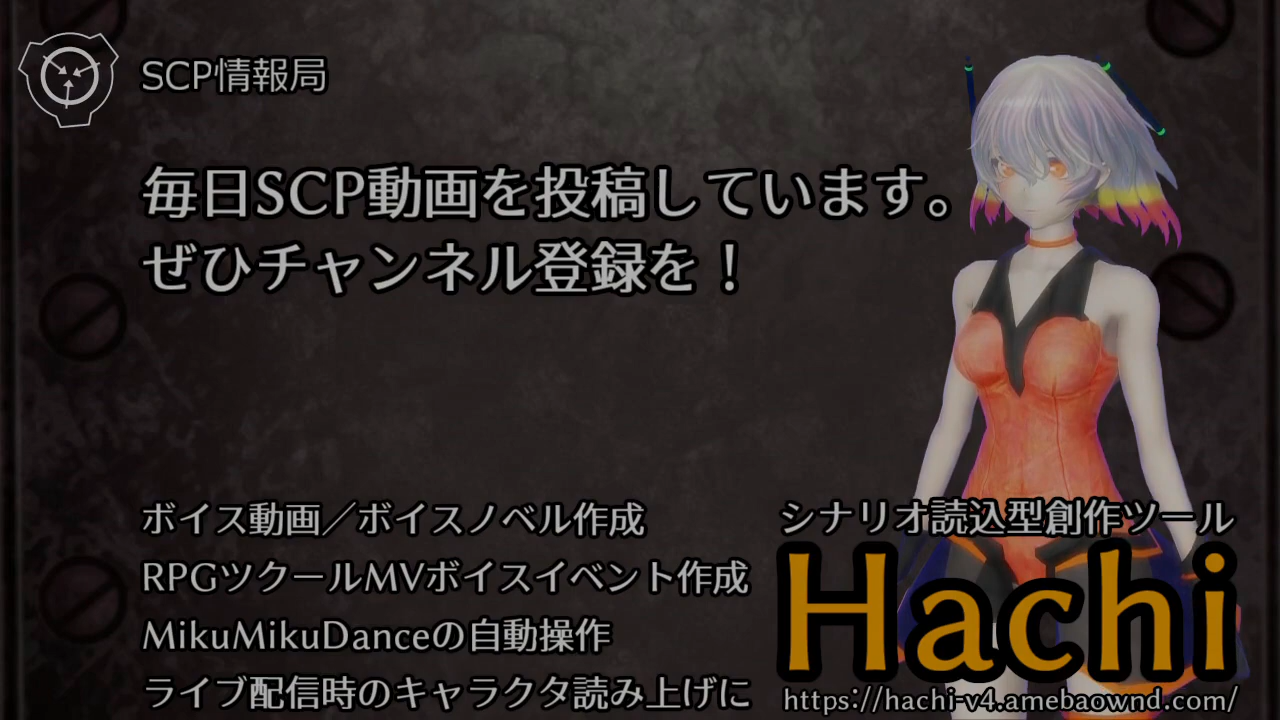 SCP情報局
毎日SCP動画を投稿しています。
ぜひチャンネル登録を！
ボイス動画／ボイスノベル作成
RPGツクールMVボイスイベント作成
MikuMikuDanceの自動操作
ライブ配信時のキャラクタ読み上げに
シナリオ読込型創作ツール
Hachi
https://hachi-v4.amebaownd.com/